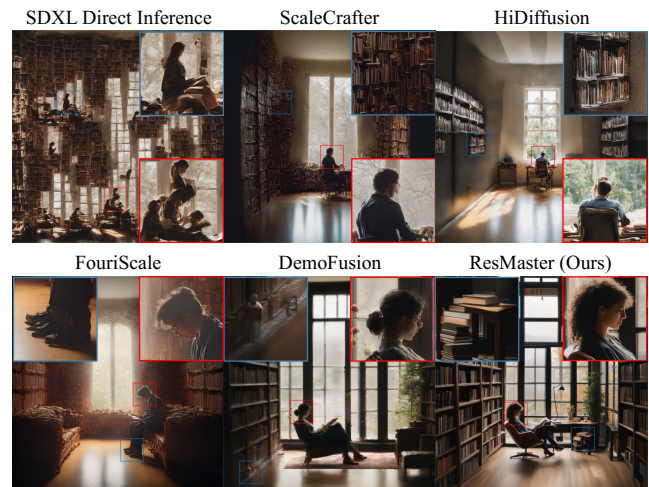 SDXL Direct Inference
ScaleCrafter
HiDiffusion
FouriScale
DemoFusion
ResMaster (Ours)